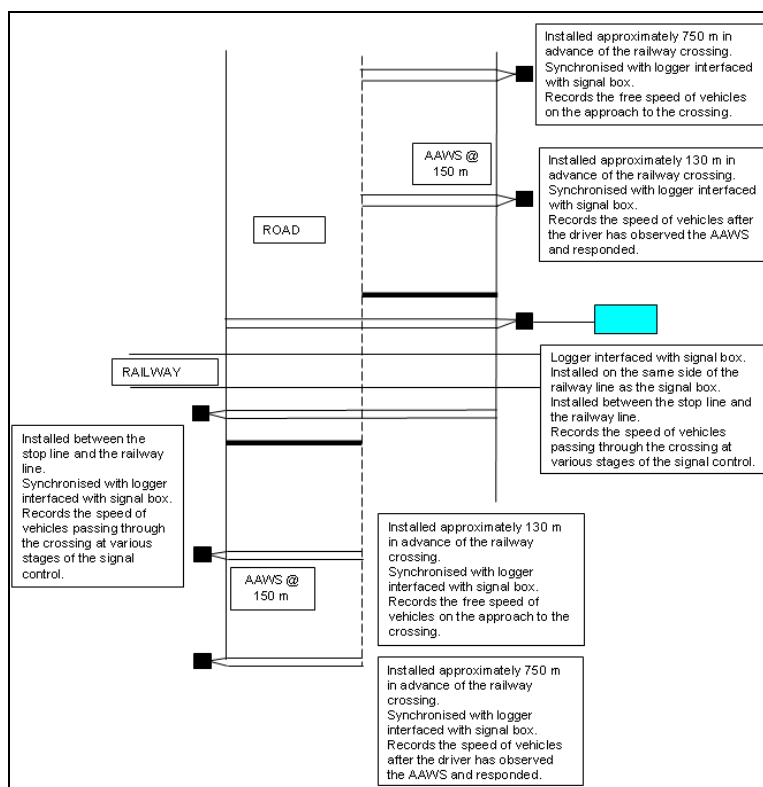 Installed approximately 750 m in
advance of the railway crossing.
Synchronised with logger interfaced
with signal box.
Records the free speed of vehicles
on the approach to the crossing.
AAWS @
150 m
Installed approximately 130 m in
advance of the railway crossing.
Synchronised with logger interfaced
with signal box.
Records the speed of vehicles after
the driver has observed the AAWS
and responded.
ROAD
RAILWAY
Logger interfaced with signal box.
Installed on the same side of the
railway line as the signal box.
Installed between the stop line and
the railway line.
Records the speed of vehicles
passing through the crossing at
various stages of the signal control.
Installed between the
stop line and the railway
line.
Synchronised with logger
interfaced with signal box.
Records the speed of
vehicles passing through
the crossing at various
stages of the signal
control.
Installed approximately 130 m
in advance of the railway
crossing.
Synchronised with logger
interfaced with signal box.
Records the free speed of
vehicles on the approach to the
crossing.
AAWS @
150 m
Installed approximately 750 m
in advance of the railway
crossing.
Synchronised with logger
interfaced with signal box.
Records the speed of vehicles
after the driver has observed
the AAWS and responded.